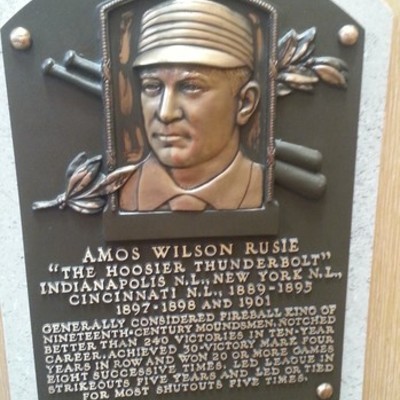 AMOS WILSON RUSIE
"THE HOOSIER THUNDERBOLT"
INDIANAPOLIS N.L., NEW YORK N.L.,
CINCINNATI N.L., 1889-1895
1897-1898 AND 1961
GENERALLY CONSIDERED FIREBALL KING OF
NINETEENTH-CENTURY MOUNDSMEN. NOTCHED
BETTER THAN 240 VICTORIES IN TEN-YEAR
CAREER. ACHIEVED 30-VICTORY MARK FOUR
YEARS IN ROW AND WON 20 OR MORE GAMES
EIGHT SUCCESSIVE TIMES. LED LEAGUE IN
STRIKEOUTS FIVE YEARS AND LED OR TIED
FOR MOST SHUTOUTS FIVE TIMES.